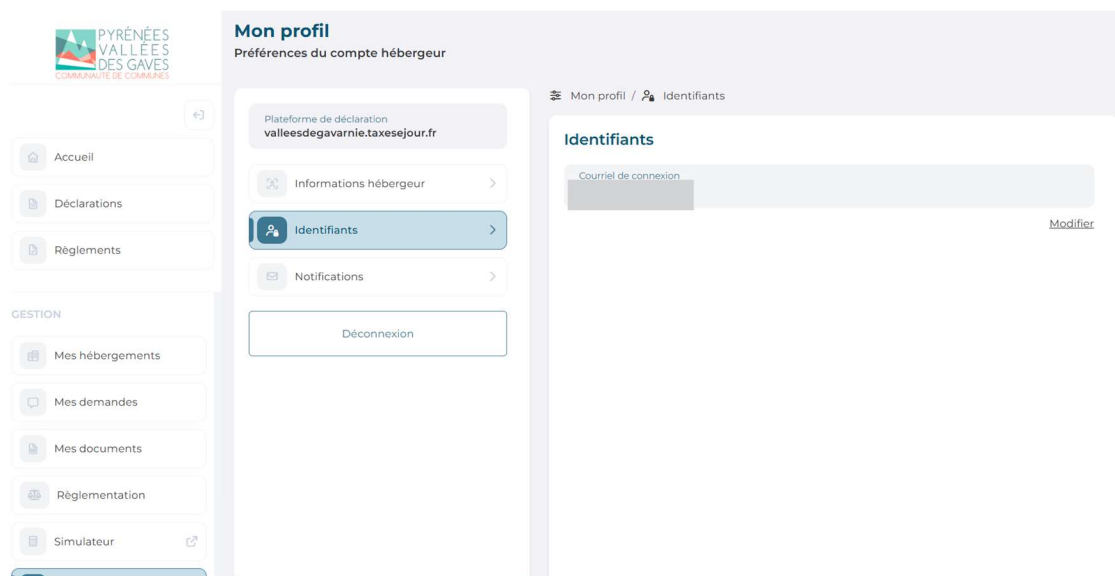 PYRÉNÉES
VALLÉES
DES GAVES
COMMUNAUTÉ DE COMMUNES
Accueil
Déclarations
Règlements
GESTION
Mes hébergements
Mes demandes
Mes documents
Règlementation
Simulateur
Mon profil
Préférences du compte hébergeur
Plateforme de déclaration
valleesdegavarnie.taxesejour.fr
Informations hébergeur
Identifiants
Notifications
Déconnexion
Mon profil / Identifiants
Identifiants
Courriel de connexion
Modifier